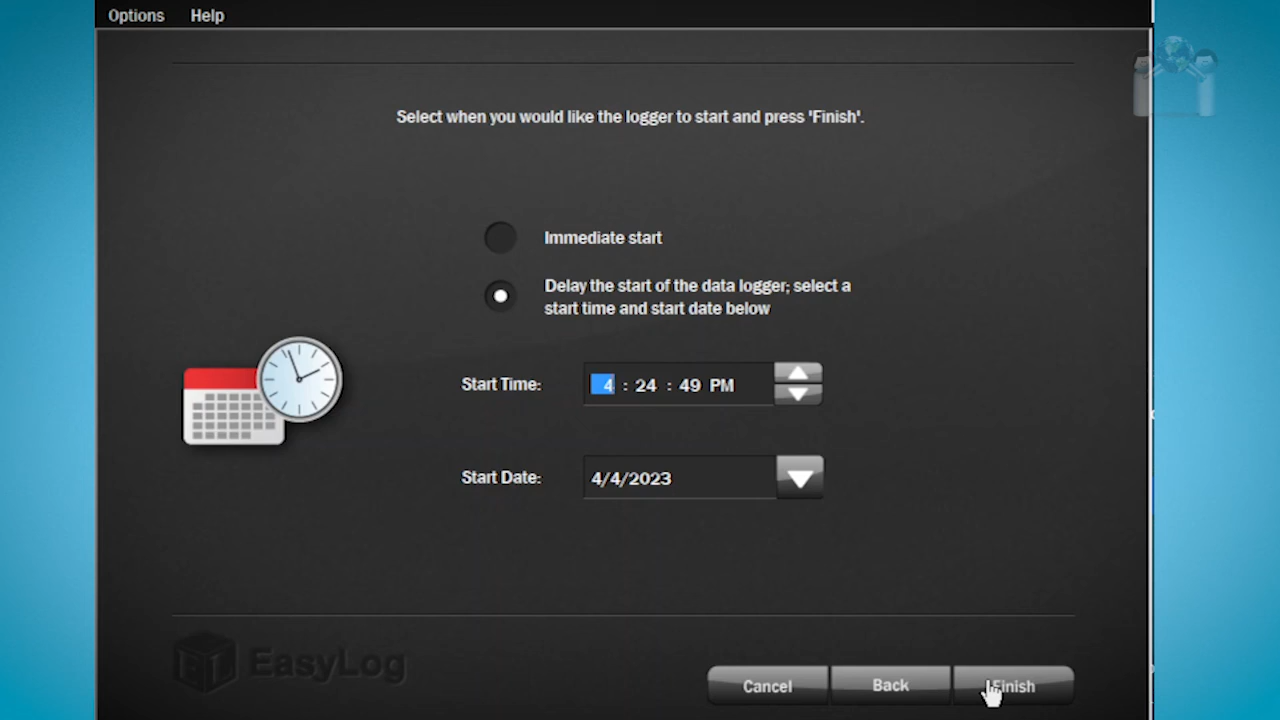 Options Help
Select when you would like the logger to start and press 'Finish'.
Immediate start
Delay the start of the data logger; select a
start time and start date below
Start Time: 4 : 24 : 49 PM
Start Date: 4/4/2023
EasyLog
Cancel Back Finish